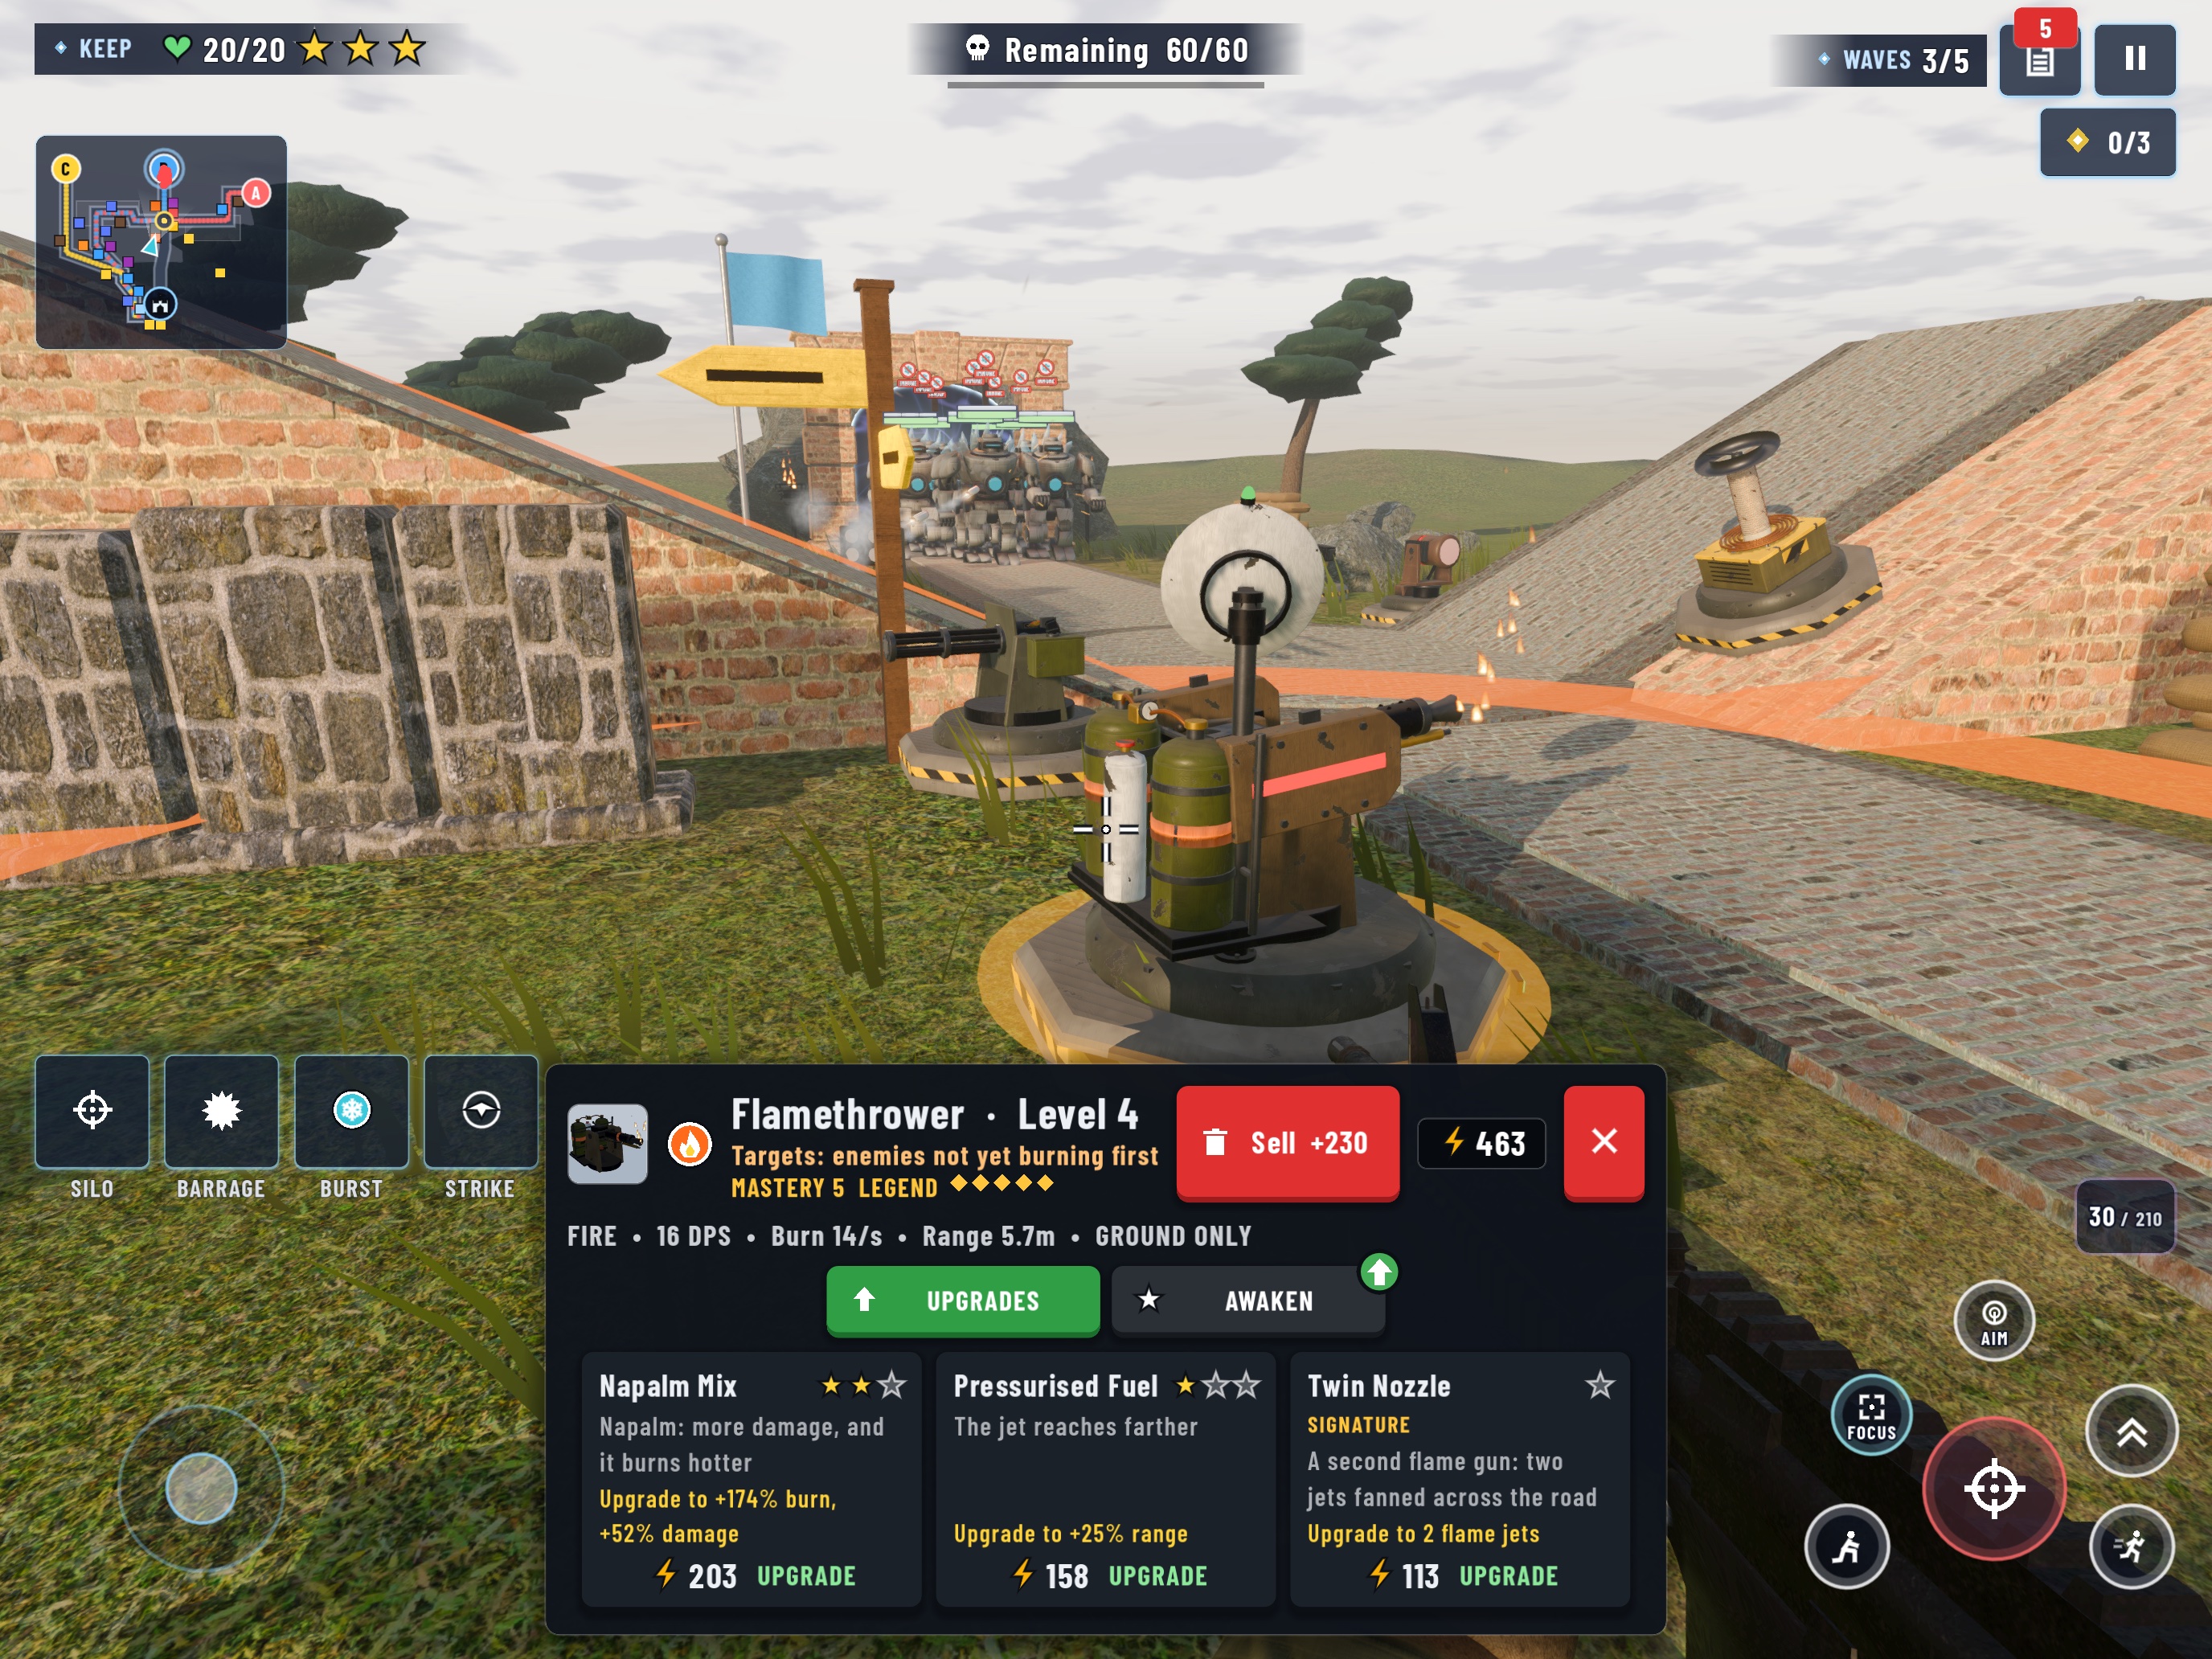 KEEP 20/20
Remaining 60/60
WAVES 3/5
5
0/3
C
A
SILO
BARRAGE
BURST
STRIKE
Flamethrower · Level 4
Targets: enemies not yet burning first
MASTERY 5 LEGEND
Sell +230
463
FIRE • 16 DPS • Burn 14/s • Range 5.7m • GROUND ONLY
UPGRADES
AWAKEN
Napalm Mix
Napalm: more damage, and
it burns hotter
Upgrade to +174% burn,
+52% damage
203 UPGRADE
Pressurised Fuel
The jet reaches farther
Upgrade to +25% range
158 UPGRADE
Twin Nozzle
SIGNATURE
A second flame gun: two
jets fanned across the road
Upgrade to 2 flame jets
113 UPGRADE
30 / 210
AIM
FOCUS